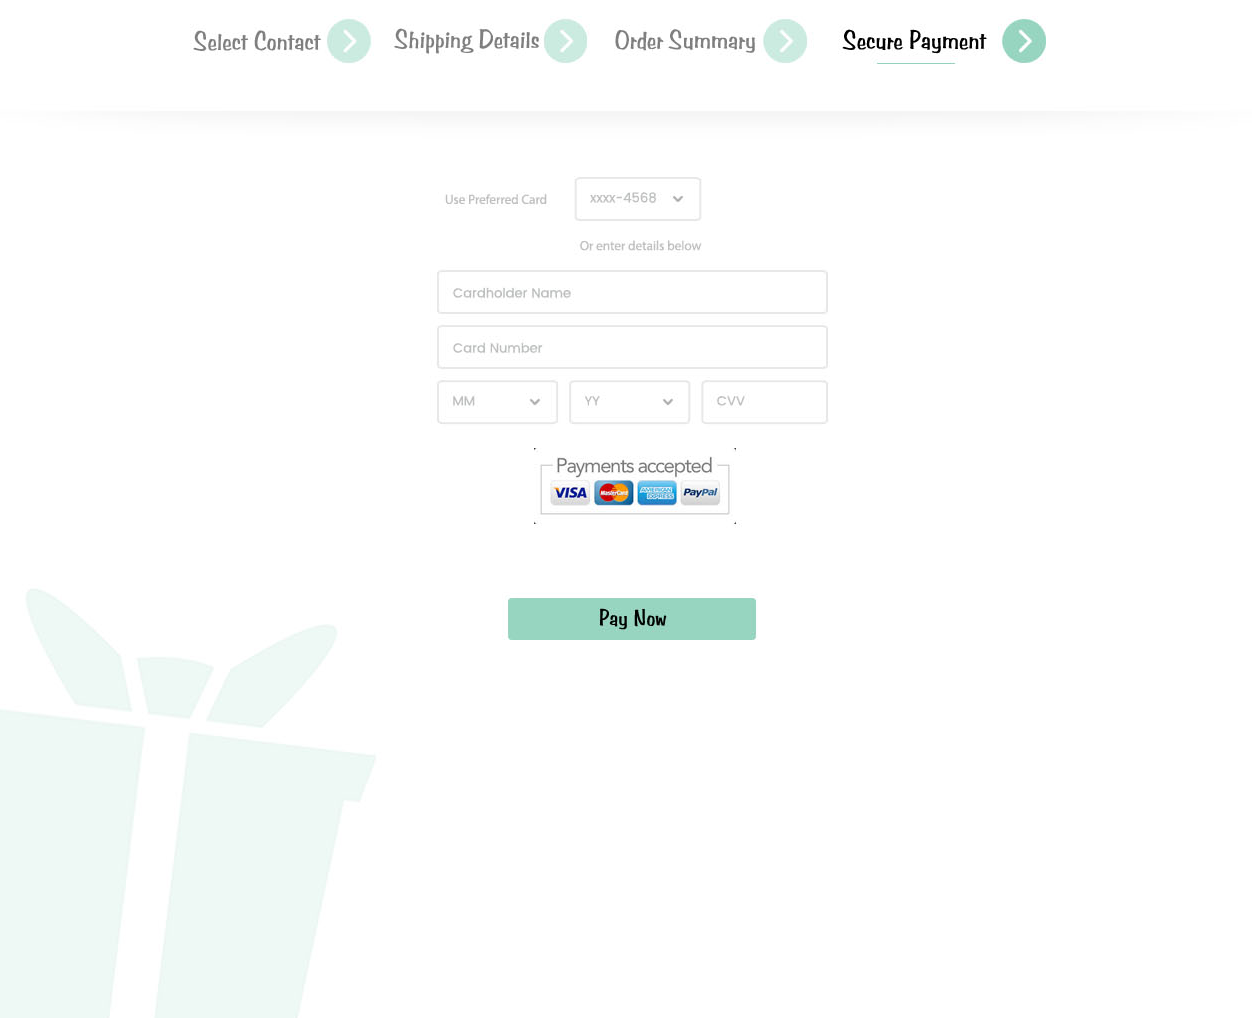 Select Contact
Shipping Details
Order Summary
Secure Payment
Use Preferred Card
xxxx-4568
Or enter details below
Cardholder Name
Card Number
MM
YY
CVV
Payments accepted
VISA
MasterCard
AMERICAN EXPRESS
PayPal
Pay Now